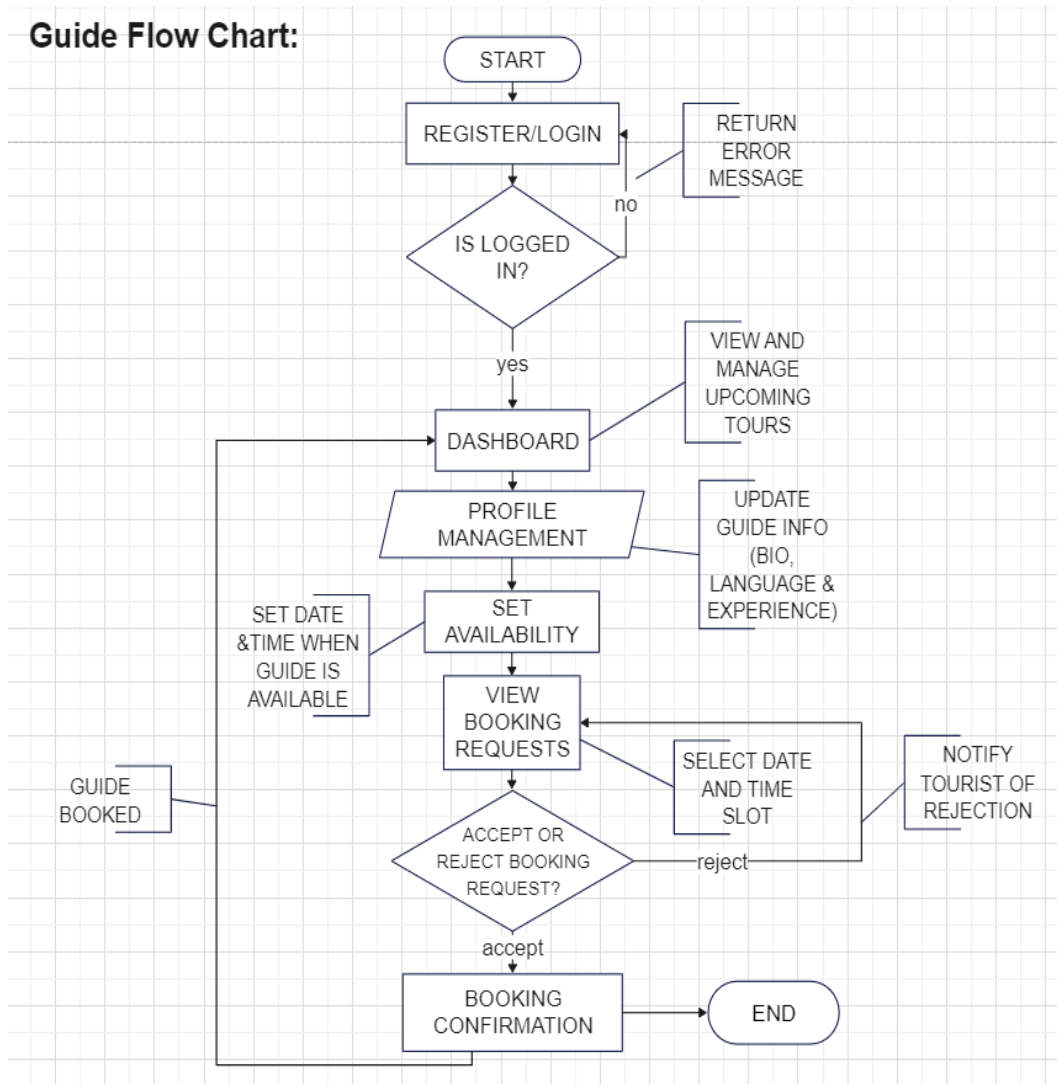 Guide Flow Chart:
START
REGISTER/LOGIN
RETURN
ERROR
MESSAGE
no
IS LOGGED
IN?
yes
VIEW AND
MANAGE
UPCOMING
TOURS
DASHBOARD
PROFILE
MANAGEMENT
UPDATE
GUIDE INFO
(BIO,
LANGUAGE &
EXPERIENCE)
SET DATE
&TIME WHEN
GUIDE IS
AVAILABLE
SET
AVAILABILITY
VIEW
BOOKING
REQUESTS
SELECT DATE
AND TIME
SLOT
NOTIFY
TOURIST OF
REJECTION
GUIDE
BOOKED
ACCEPT OR
REJECT BOOKING
REQUEST?
reject
accept
BOOKING
CONFIRMATION
END